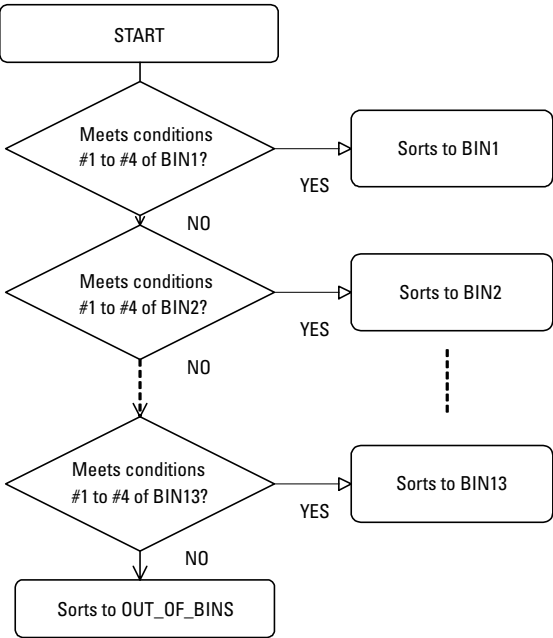 START
Meets conditions
#1 to #4 of BIN1?
Sorts to BIN1
YES
NO
Meets conditions
#1 to #4 of BIN2?
Sorts to BIN2
YES
NO
Meets conditions
#1 to #4 of BIN13?
Sorts to BIN13
YES
NO
Sorts to OUT_OF_BINS